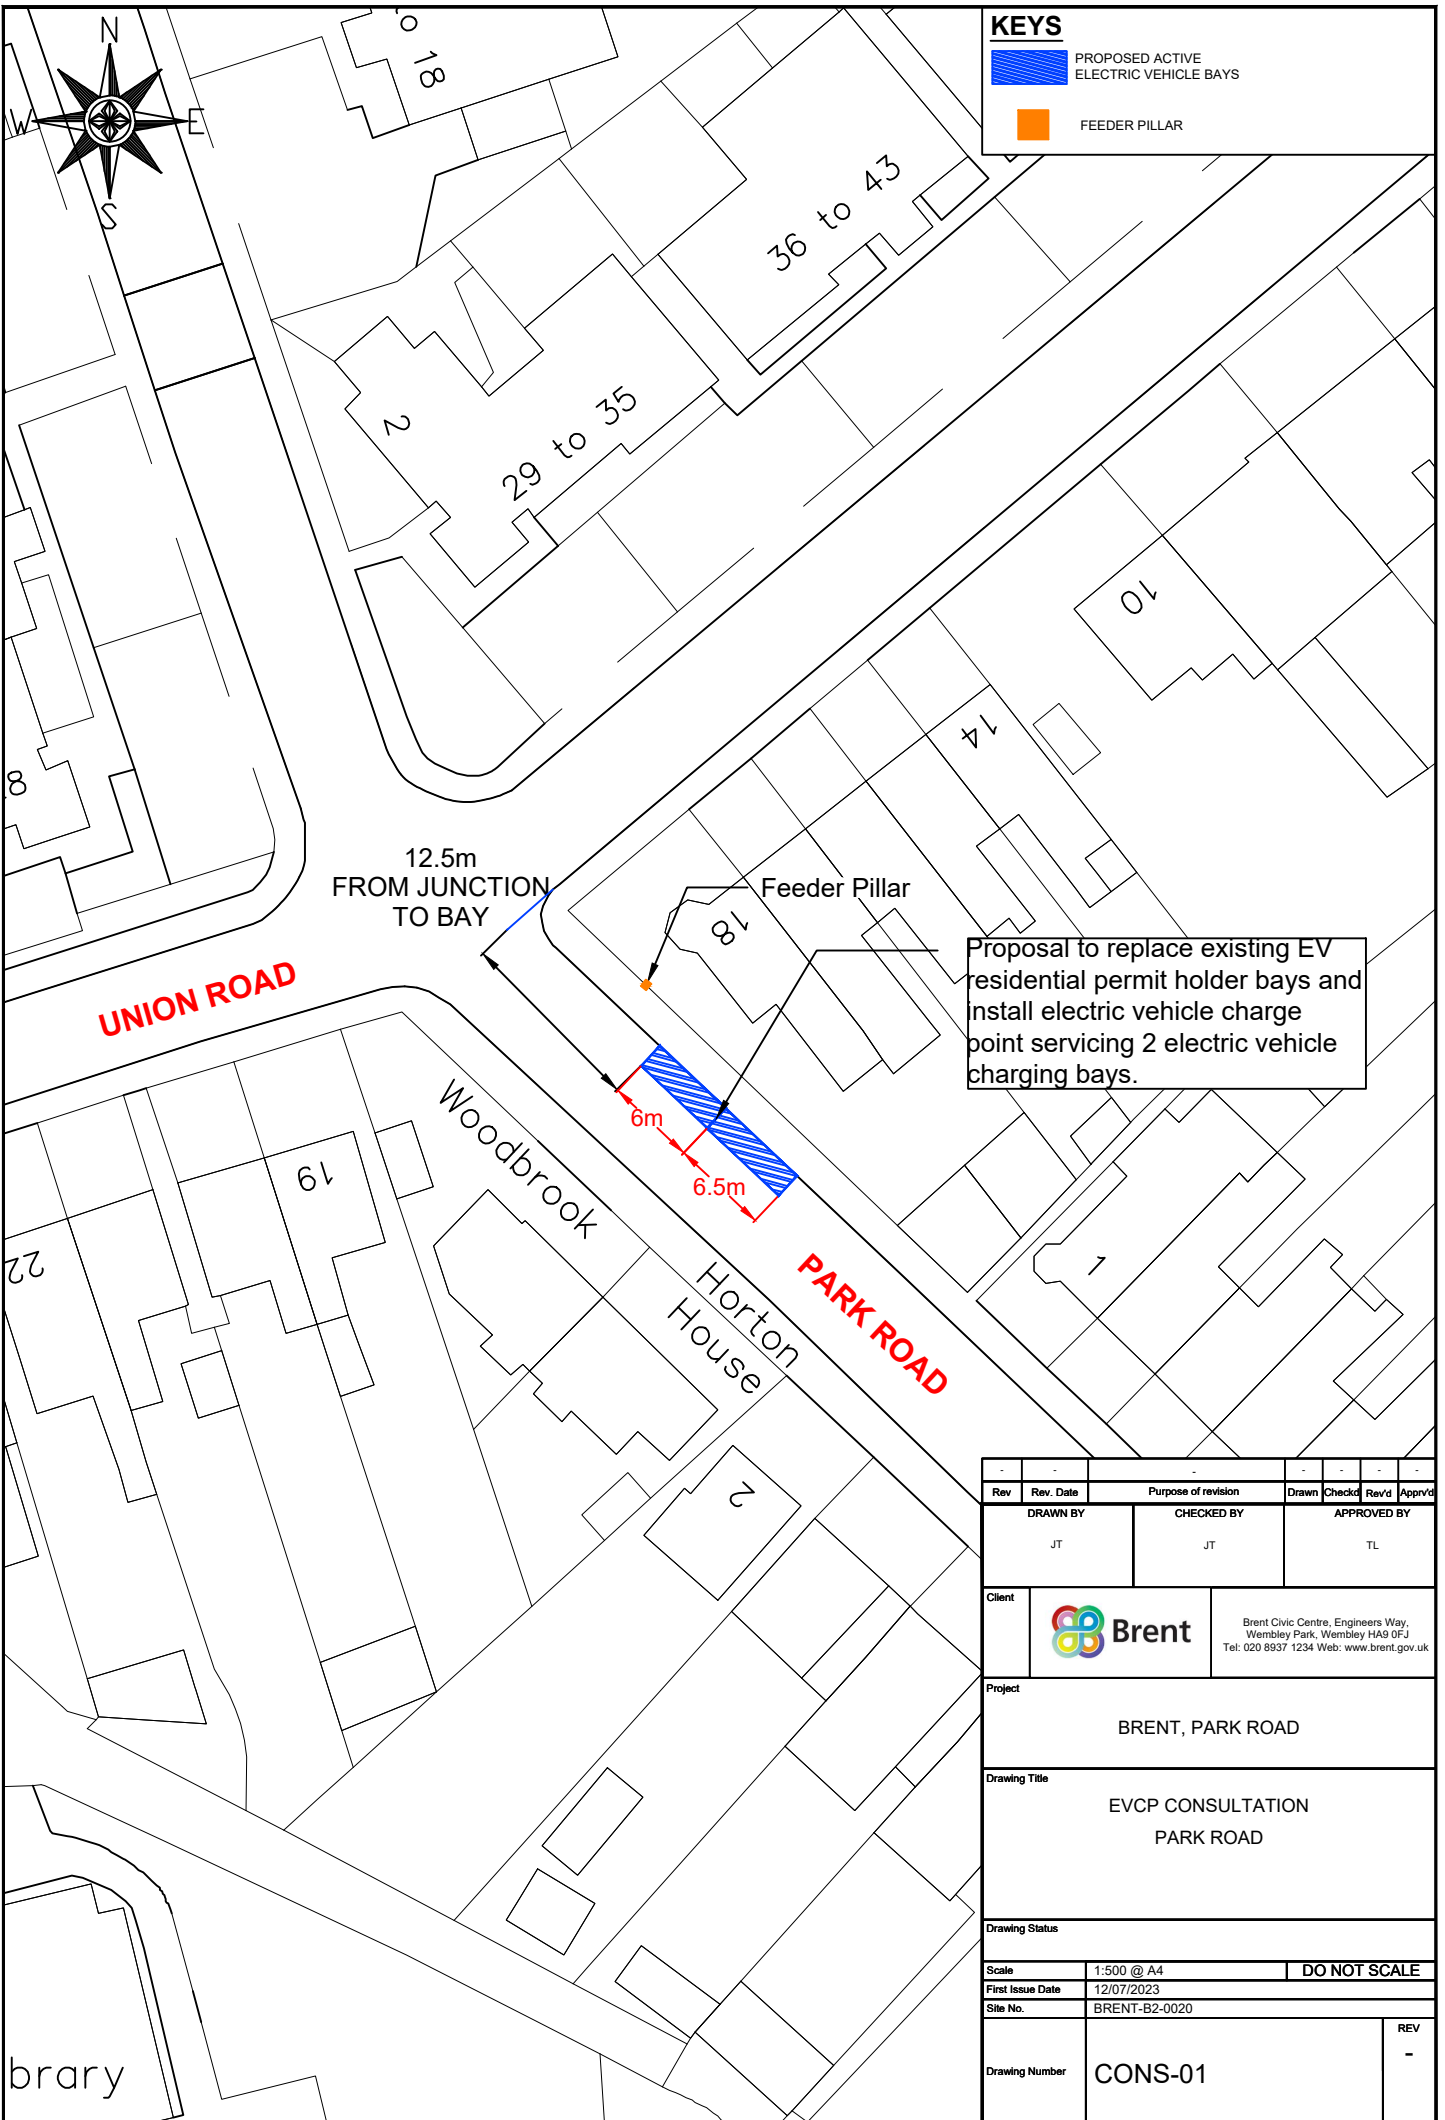 N
W
E
S
KEYS
PROPOSED ACTIVE
ELECTRIC VEHICLE BAYS
FEEDER PILLAR
18
36 to 43
2
29 to 35
10
14
8
12.5m
FROM JUNCTION
TO BAY
Feeder Pillar
18
Proposal to replace existing EV
residential permit holder bays and
install electric vehicle charge
point servicing 2 electric vehicle
charging bays.
UNION ROAD
6m
6.5m
Woodbrook
19
22
Horton
House
PARK ROAD
1
2
brary
- - - - - - -
Rev Rev. Date Purpose of revision Drawn Checkd Rev'd Apprv'd
DRAWN BY CHECKED BY APPROVED BY
JT JT TL
Client
Brent
Brent Civic Centre, Engineers Way,
Wembley Park, Wembley HA9 0FJ
Tel: 020 8937 1234 Web: www.brent.gov.uk
Project
BRENT, PARK ROAD
Drawing Title
EVCP CONSULTATION
PARK ROAD
Drawing Status
Scale 1:500 @ A4 DO NOT SCALE
First Issue Date 12/07/2023
Site No. BRENT-B2-0020
Drawing Number CONS-01
REV
-